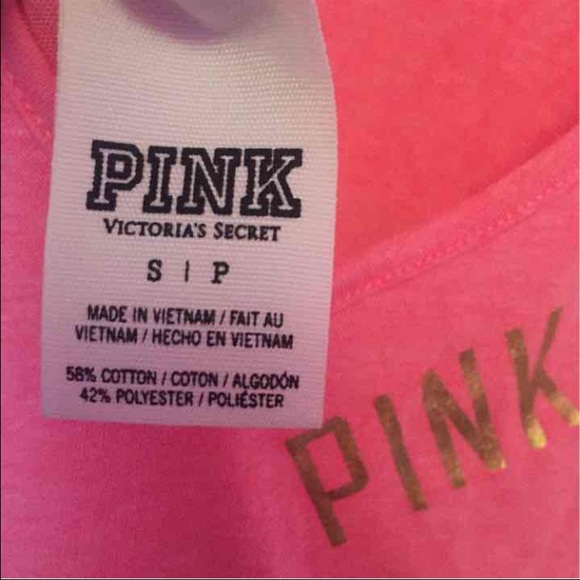 PINK
VICTORIA'S SECRET
S | P
MADE IN VIETNAM / FAIT AU
VIETNAM / HECHO EN VIETNAM
58% COTTON / COTON / ALGODÓN
42% POLYESTER / POLIÉSTER
PINK